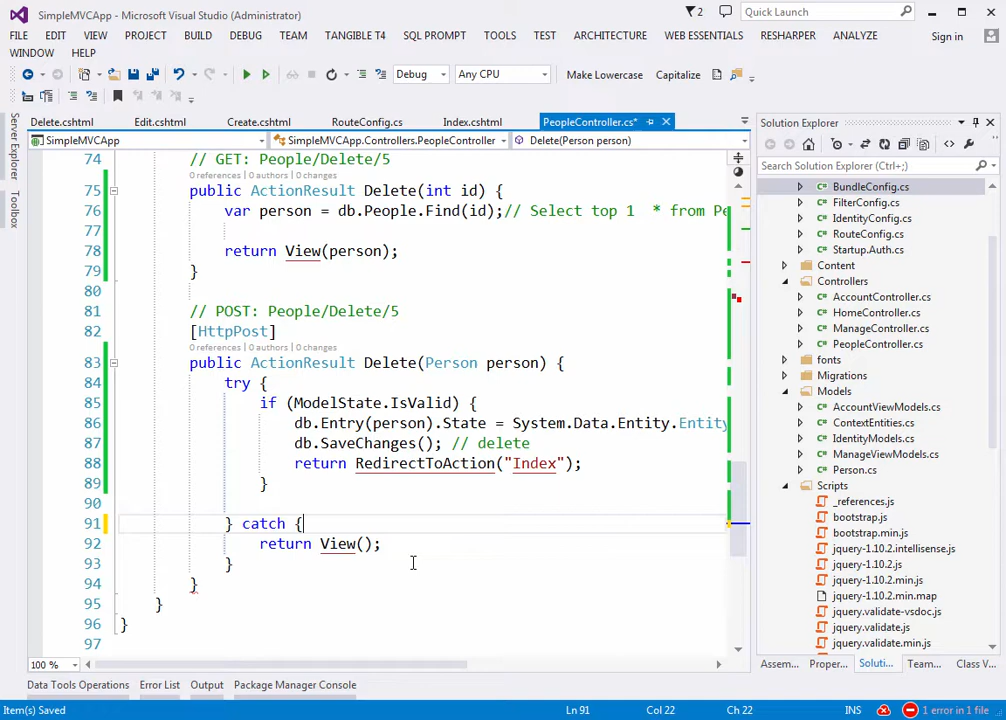 SimpleMVCApp - Microsoft Visual Studio (Administrator)
2
Quick Launch (Ctrl+Q)
FILE EDIT VIEW PROJECT BUILD DEBUG TEAM TANGIBLE T4 SQL PROMPT TOOLS TEST ARCHITECTURE WEB ESSENTIALS RESHARPER ANALYZE Sign in
WINDOW HELP
Debug Any CPU Make Lowercase Capitalize
Delete.cshtml Edit.cshtml Create.cshtml RouteConfig.cs Index.cshtml PeopleController.cs*
SimpleMVCApp SimpleMVCApp.Controllers.PeopleController Delete(Person person)
Server Explorer
Toolbox
74 // GET: People/Delete/5
0 references | 0 authors | 0 changes
75 public ActionResult Delete(int id) {
76 var person = db.People.Find(id);// Select top 1 * from Pe
77
78 return View(person);
79 }
80
81 // POST: People/Delete/5
82 [HttpPost]
0 references | 0 authors | 0 changes
83 public ActionResult Delete(Person person) {
84 try {
85 if (ModelState.IsValid) {
86 db.Entry(person).State = System.Data.Entity.Entity
87 db.SaveChanges(); // delete
88 return RedirectToAction("Index");
89 }
90
91 } catch {
92 return View();
93 }
94 }
95 }
96 }
97
100 %
Solution Explorer
Search Solution Explorer (Ctrl+;)
BundleConfig.cs
FilterConfig.cs
IdentityConfig.cs
RouteConfig.cs
Startup.Auth.cs
Content
Controllers
AccountController.cs
HomeController.cs
ManageController.cs
PeopleController.cs
fonts
Migrations
Models
AccountViewModels.cs
ContextEntities.cs
IdentityModels.cs
ManageViewModels.cs
Person.cs
Scripts
_references.js
bootstrap.js
bootstrap.min.js
jquery-1.10.2.intellisense.js
jquery-1.10.2.js
jquery-1.10.2.min.js
jquery-1.10.2.min.map
jquery.validate-vsdoc.js
jquery.validate.js
jquery.validate.min.js
Assem... Proper... Soluti... Team... Class V...
Data Tools Operations Error List Output Package Manager Console
Item(s) Saved Ln 91 Col 22 Ch 22 INS 1 error in 1 file